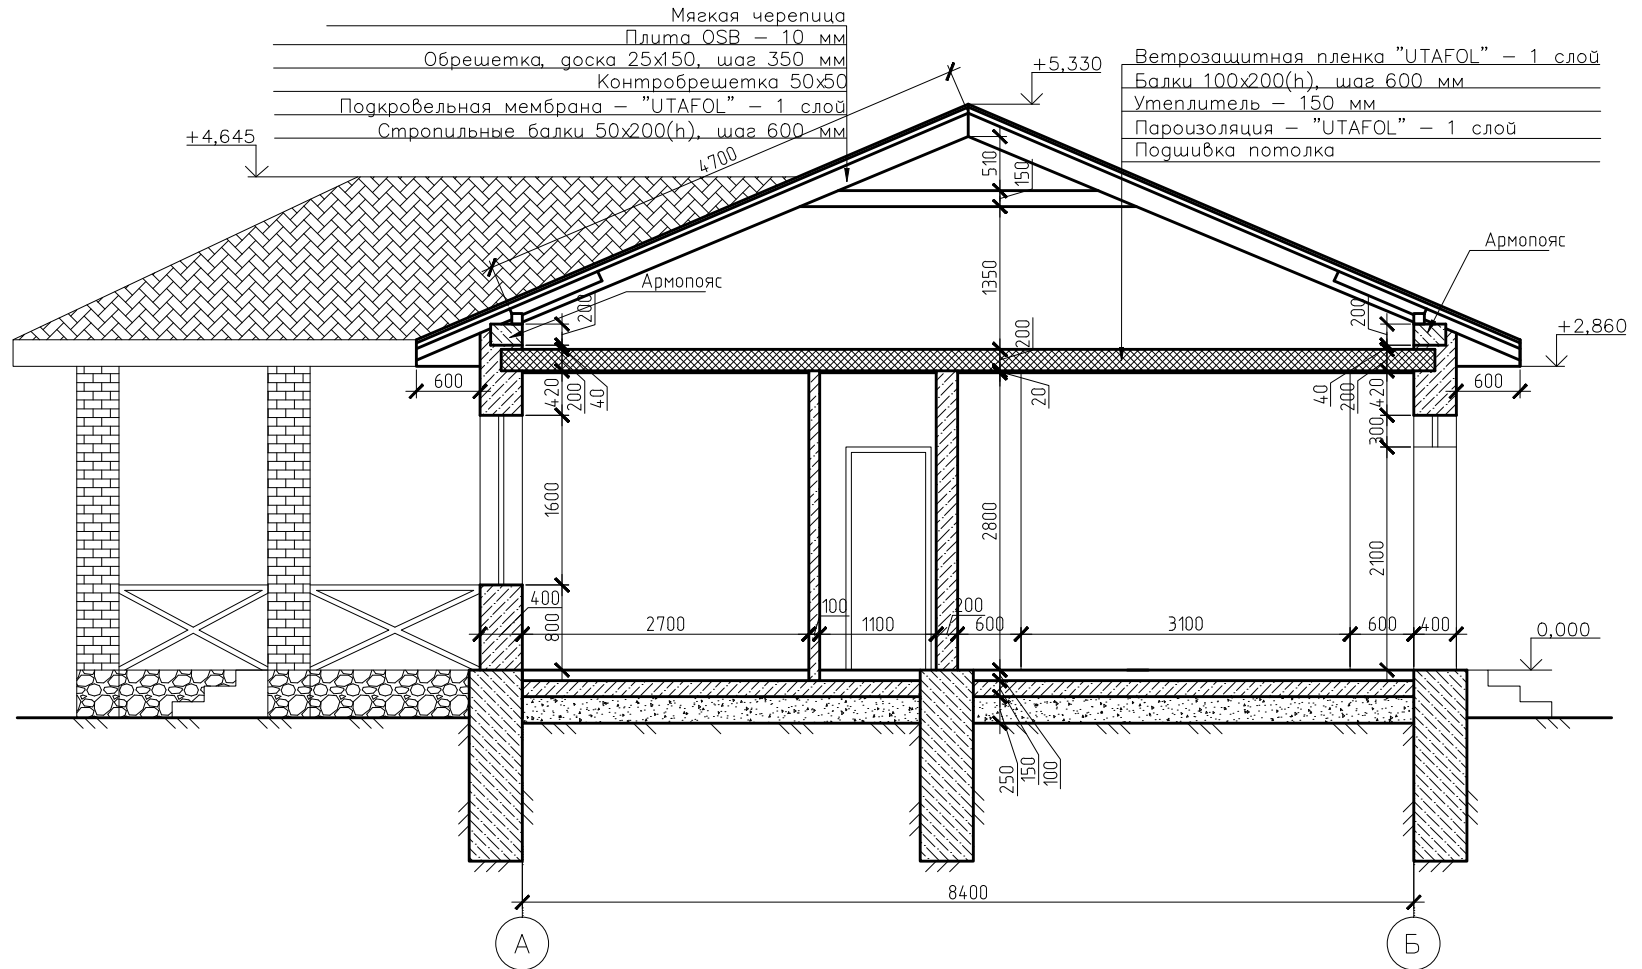 Мягкая черепица
Плита OSB – 10 мм
Обрешетка, доска 25х150, шаг 350 мм
Контробрешетка 50х50
Подкровельная мембрана – "UTAFOL" – 1 слой
Стропильные балки 50х200(h), шаг 600 мм
Ветрозащитная пленка "UTAFOL" – 1 слой
Балки 100х200(h), шаг 600 мм
Утеплитель – 150 мм
Пароизоляция – "UTAFOL" – 1 слой
Подшивка потолка
+5,330
+4,645
4700
510
150
Армопояс
Армопояс
1350
200
200
200
+2,860
600
420
200
40
20
40
200
420
600
300
1600
2800
2100
400
800
2700
100
1100
200
600
3100
600
400
0,000
250
150
100
8400
А
Б